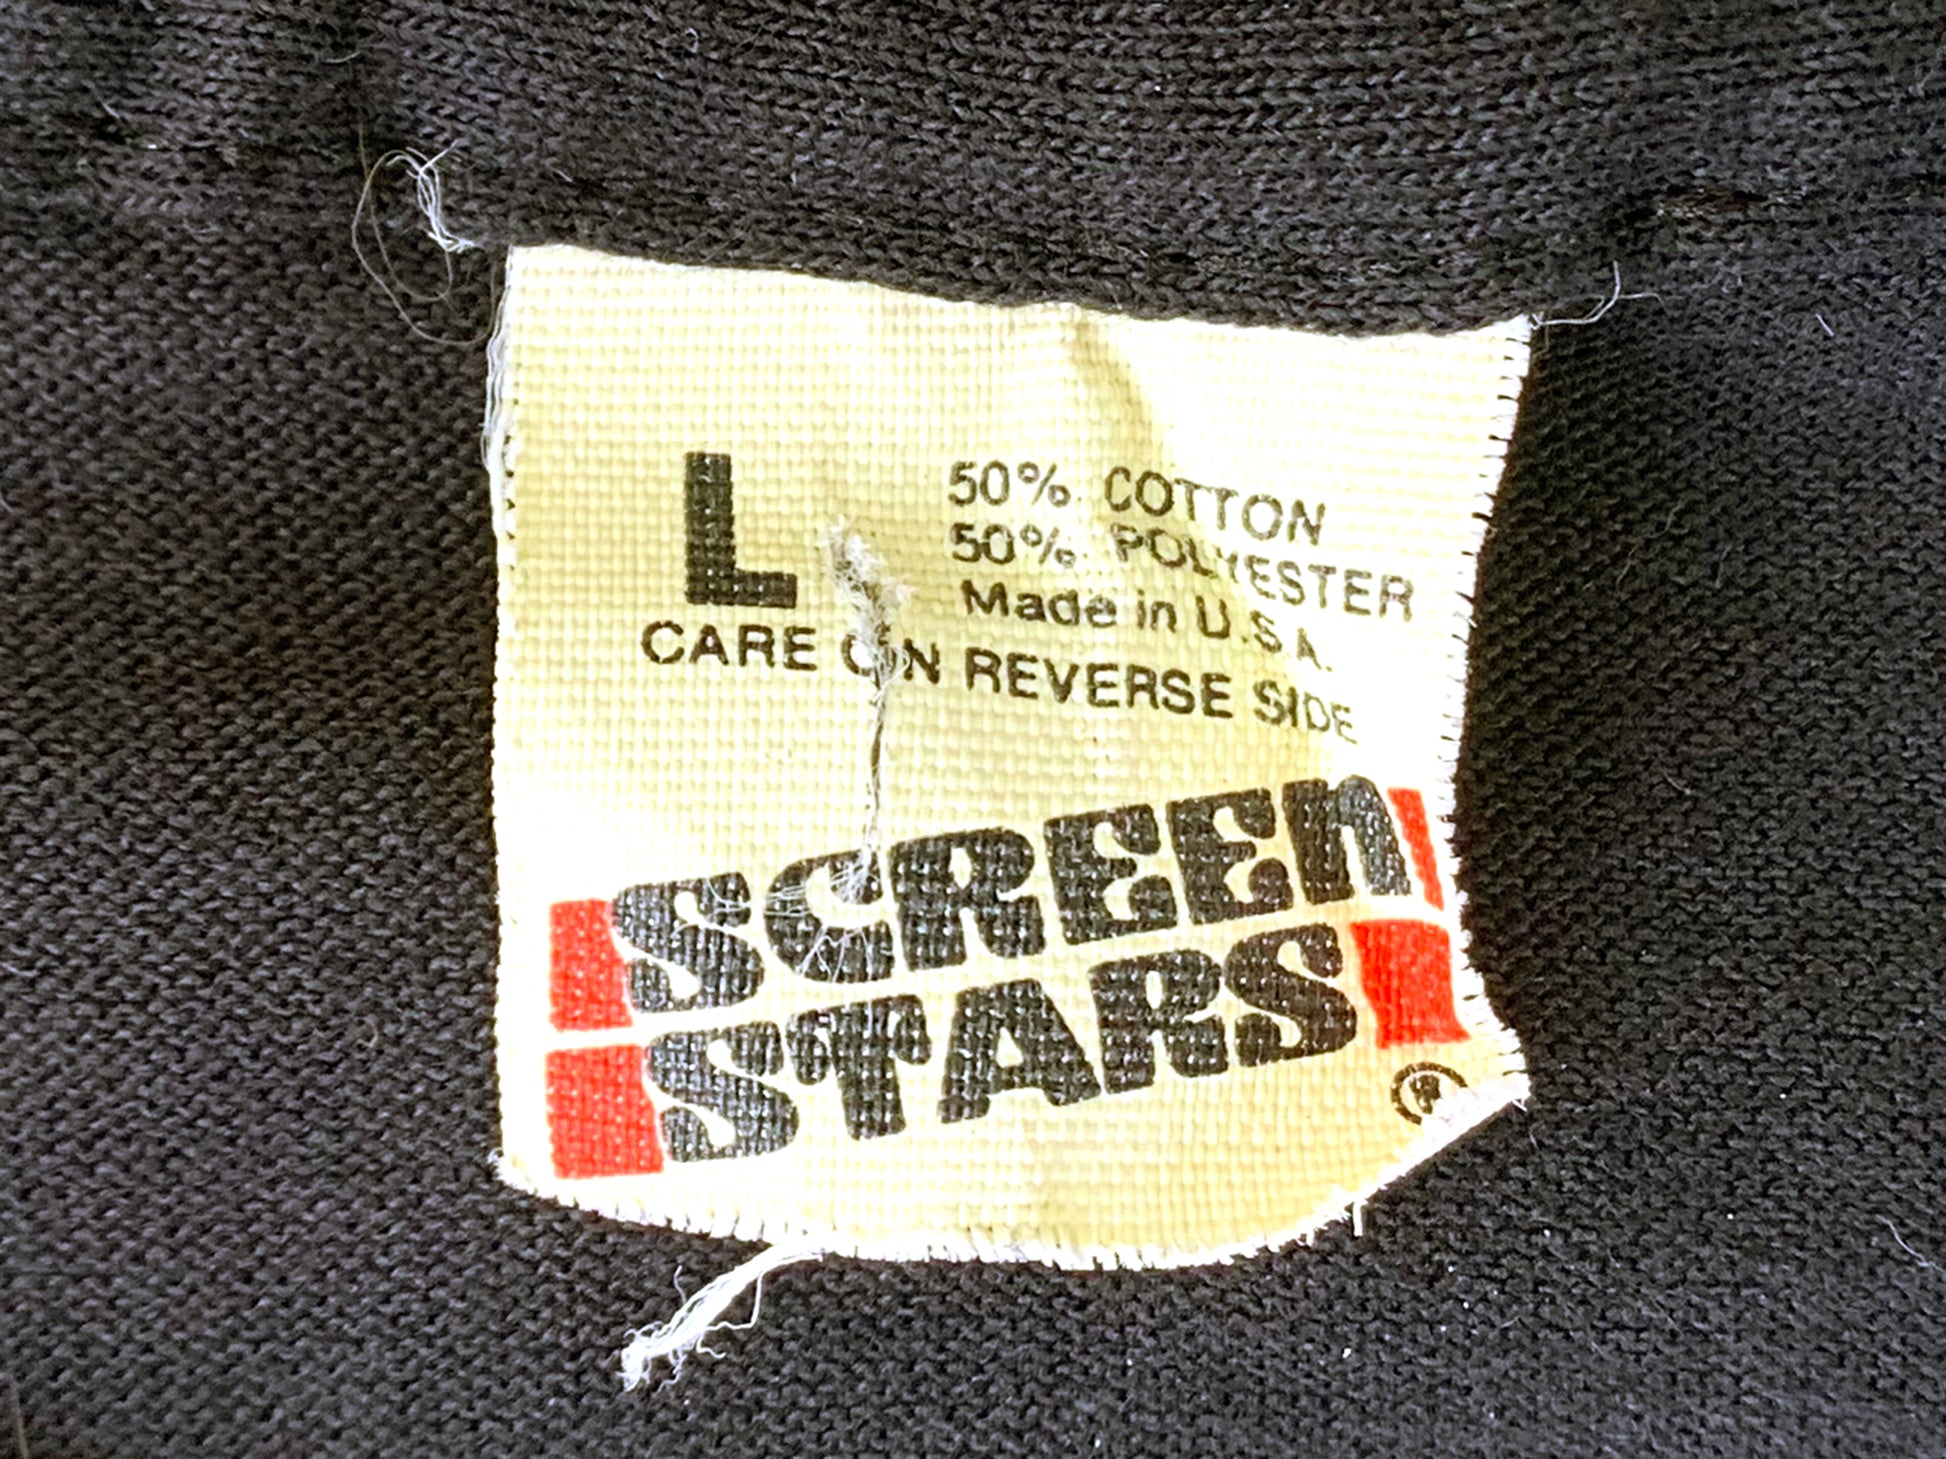 L
50% COTTON
50% POLYESTER
Made in U.S.A.
CARE ON REVERSE SIDE
SCREEN
STARS
®